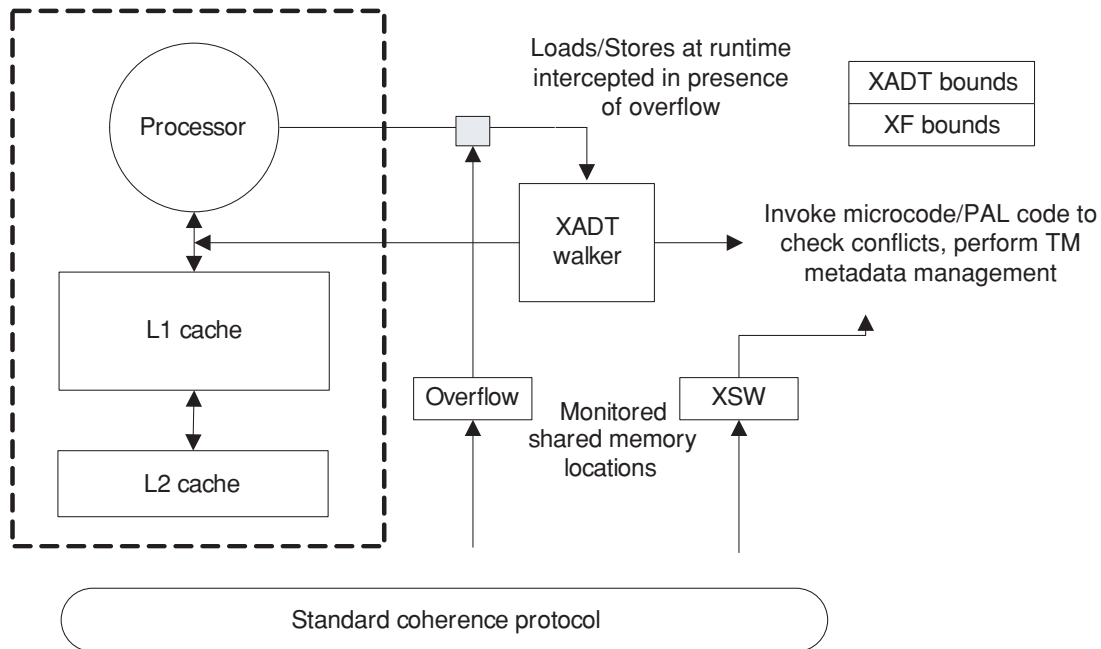 Loads/Stores at runtime
intercepted in presence
of overflow
XADT bounds
XF bounds
Processor
XADT
walker
Invoke microcode/PAL code to
check conflicts, perform TM
metadata management
L1 cache
Overflow
XSW
Monitored
shared memory
locations
L2 cache
Standard coherence protocol